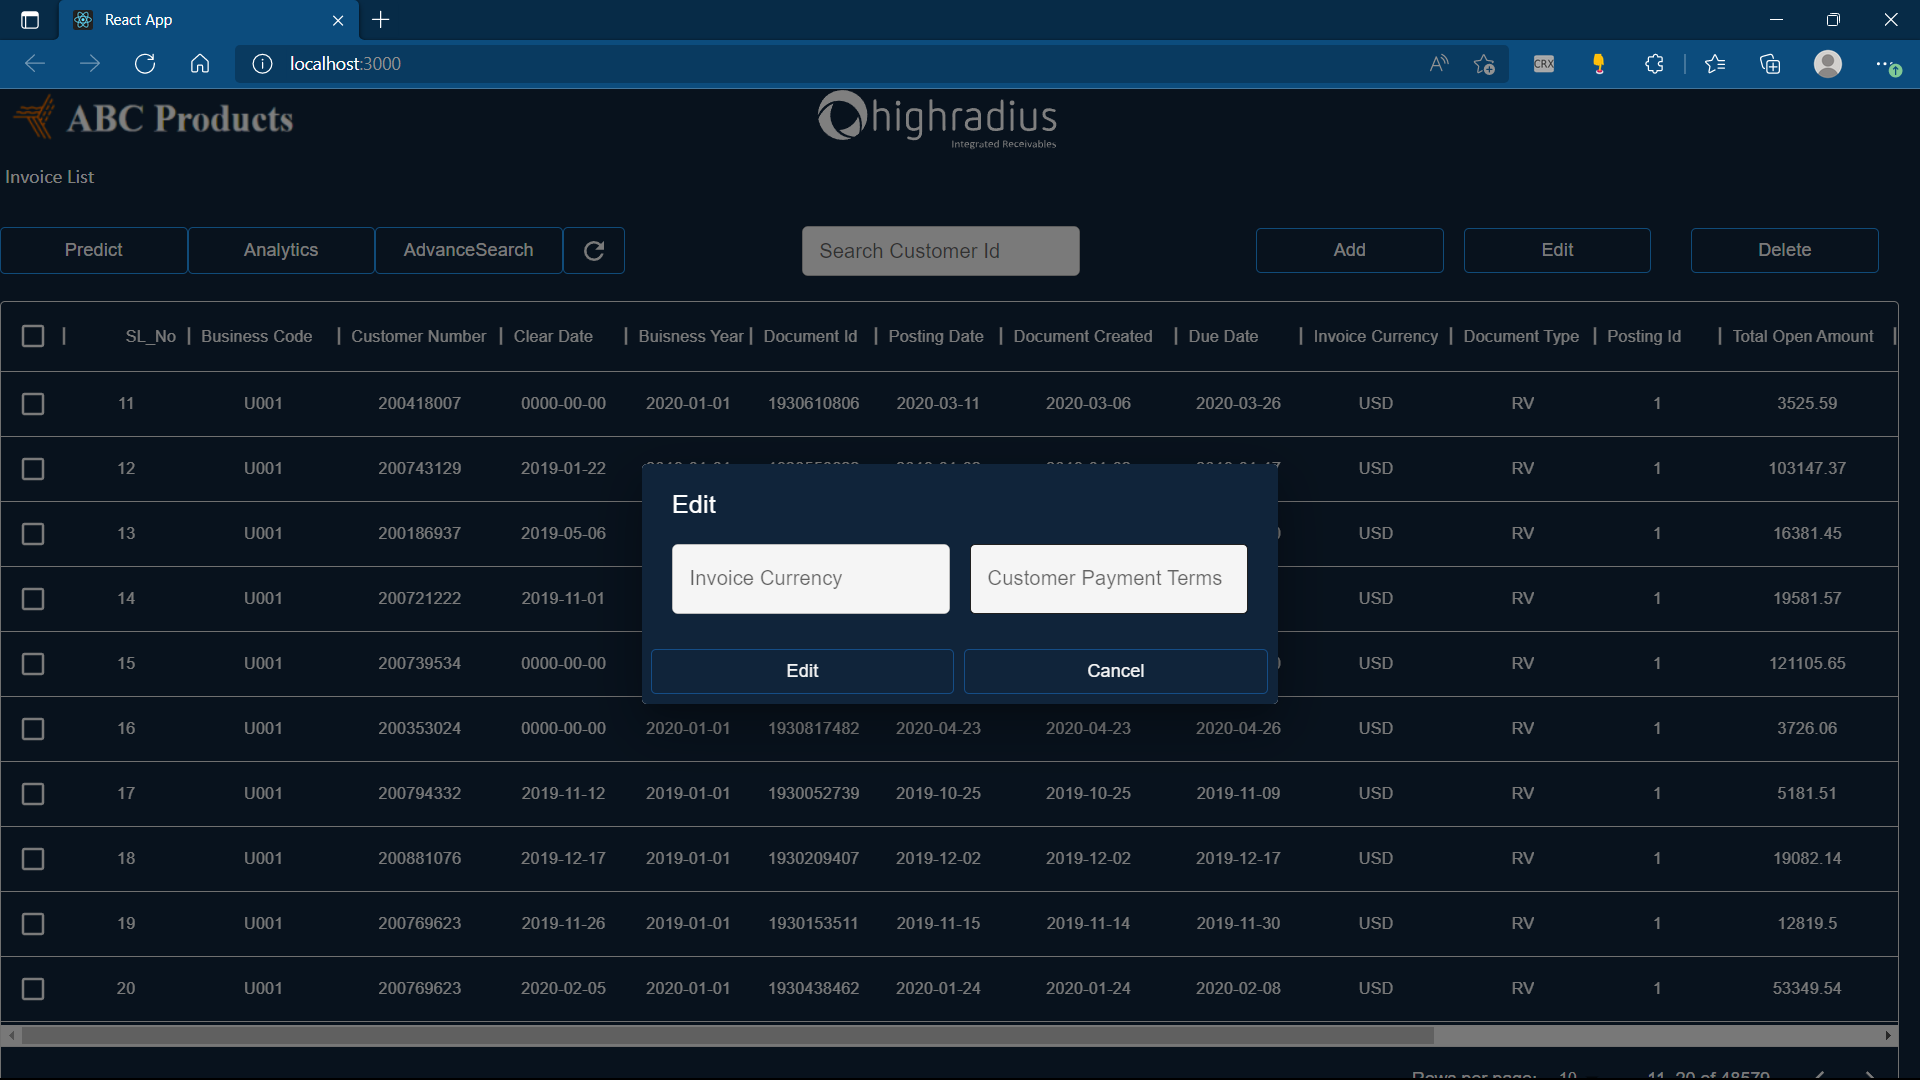 React App
localhost:3000
CRX
ABC Products
highradius
Integrated Receivables
Invoice List
Predict Analytics AdvanceSearch Search Customer Id Add Edit Delete
SL_No Business Code Customer Number Clear Date Buisness Year Document Id Posting Date Document Created Due Date Invoice Currency Document Type Posting Id Total Open Amount
11 U001 200418007 0000-00-00 2020-01-01 1930610806 2020-03-11 2020-03-06 2020-03-26 USD RV 1 3525.59
12 U001 200743129 2019-01-22 USD RV 1 103147.37
13 U001 200186937 2019-05-06 USD RV 1 16381.45
14 U001 200721222 2019-11-01 USD RV 1 19581.57
15 U001 200739534 0000-00-00 USD RV 1 121105.65
Edit
Invoice Currency Customer Payment Terms
Edit Cancel
16 U001 200353024 0000-00-00 2020-01-01 1930817482 2020-04-23 2020-04-23 2020-04-26 USD RV 1 3726.06
17 U001 200794332 2019-11-12 2019-01-01 1930052739 2019-10-25 2019-10-25 2019-11-09 USD RV 1 5181.51
18 U001 200881076 2019-12-17 2019-01-01 1930209407 2019-12-02 2019-12-02 2019-12-17 USD RV 1 19082.14
19 U001 200769623 2019-11-26 2019-01-01 1930153511 2019-11-15 2019-11-14 2019-11-30 USD RV 1 12819.5
20 U001 200769623 2020-02-05 2020-01-01 1930438462 2020-01-24 2020-01-24 2020-02-08 USD RV 1 53349.54
Rows per page: 10 11-20 of 48579